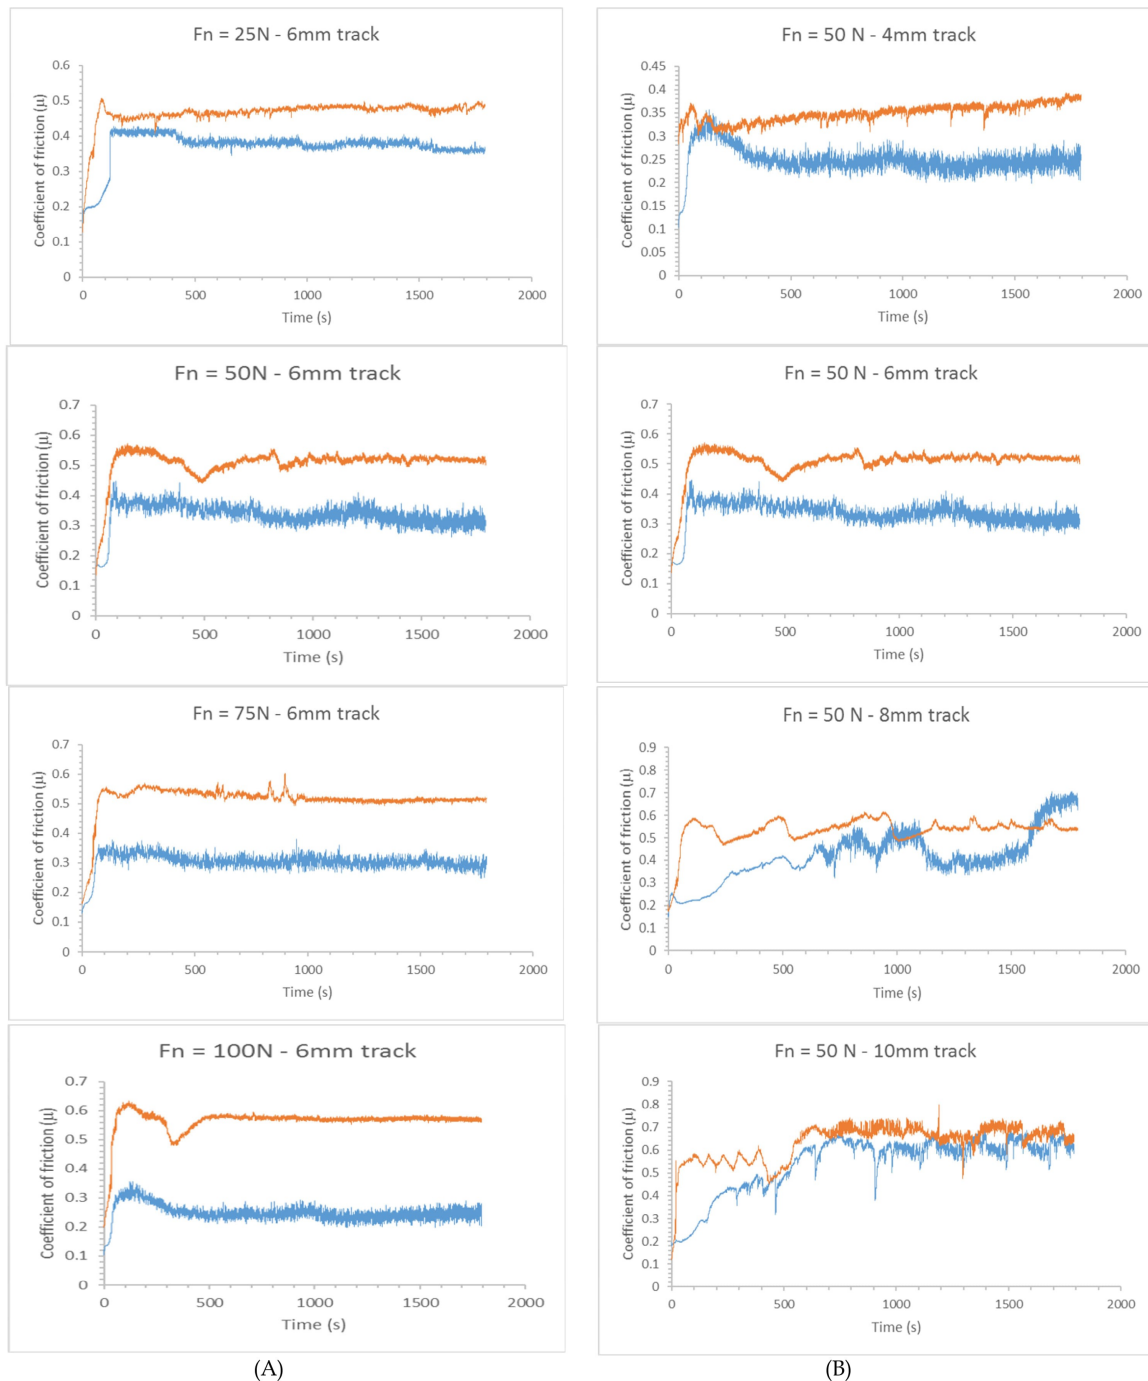 Fn = 25N - 6mm track
Coefficient of friction (μ)
0.6
0.5
0.4
0.3
0.2
0.1
0
0 500 1000 1500 2000
Time (s)
Fn = 50N - 6mm track
Coefficient of friction (μ)
0.7
0.6
0.5
0.4
0.3
0.2
0.1
0
0 500 1000 1500 2000
Time (s)
Fn = 75N - 6mm track
Coefficient of friction (μ)
0.7
0.6
0.5
0.4
0.3
0.2
0.1
0
0 500 1000 1500 2000
Time (s)
Fn = 100N - 6mm track
Coefficient of friction (μ)
0.7
0.6
0.5
0.4
0.3
0.2
0.1
0
0 500 1000 1500 2000
Time (s)
(A)
Fn = 50 N - 4mm track
Coefficient of friction (μ)
0.45
0.4
0.35
0.3
0.25
0.2
0.15
0.1
0.05
0
0 500 1000 1500 2000
Time (s)
Fn = 50 N - 6mm track
Coefficient of friction (μ)
0.7
0.6
0.5
0.4
0.3
0.2
0.1
0
0 500 1000 1500 2000
Time (s)
Fn = 50 N - 8mm track
Coefficient of friction (μ)
0.9
0.8
0.7
0.6
0.5
0.4
0.3
0.2
0.1
0
0 500 1000 1500 2000
Time (s)
Fn = 50 N - 10mm track
Coefficient of friction (μ)
0.9
0.8
0.7
0.6
0.5
0.4
0.3
0.2
0.1
0
0 500 1000 1500 2000
Time (s)
(B)